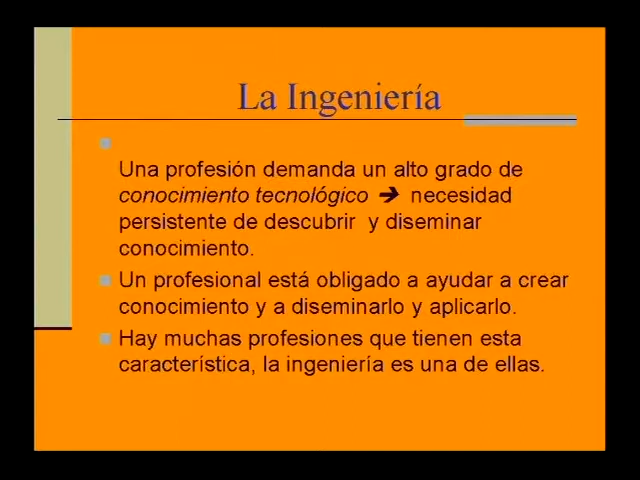 La Ingeniería
Una profesión demanda un alto grado de
conocimiento tecnológico ➔ necesidad
persistente de descubrir y diseminar
conocimiento.
Un profesional está obligado a ayudar a crear
conocimiento y a diseminarlo y aplicarlo.
Hay muchas profesiones que tienen esta
característica, la ingeniería es una de ellas.